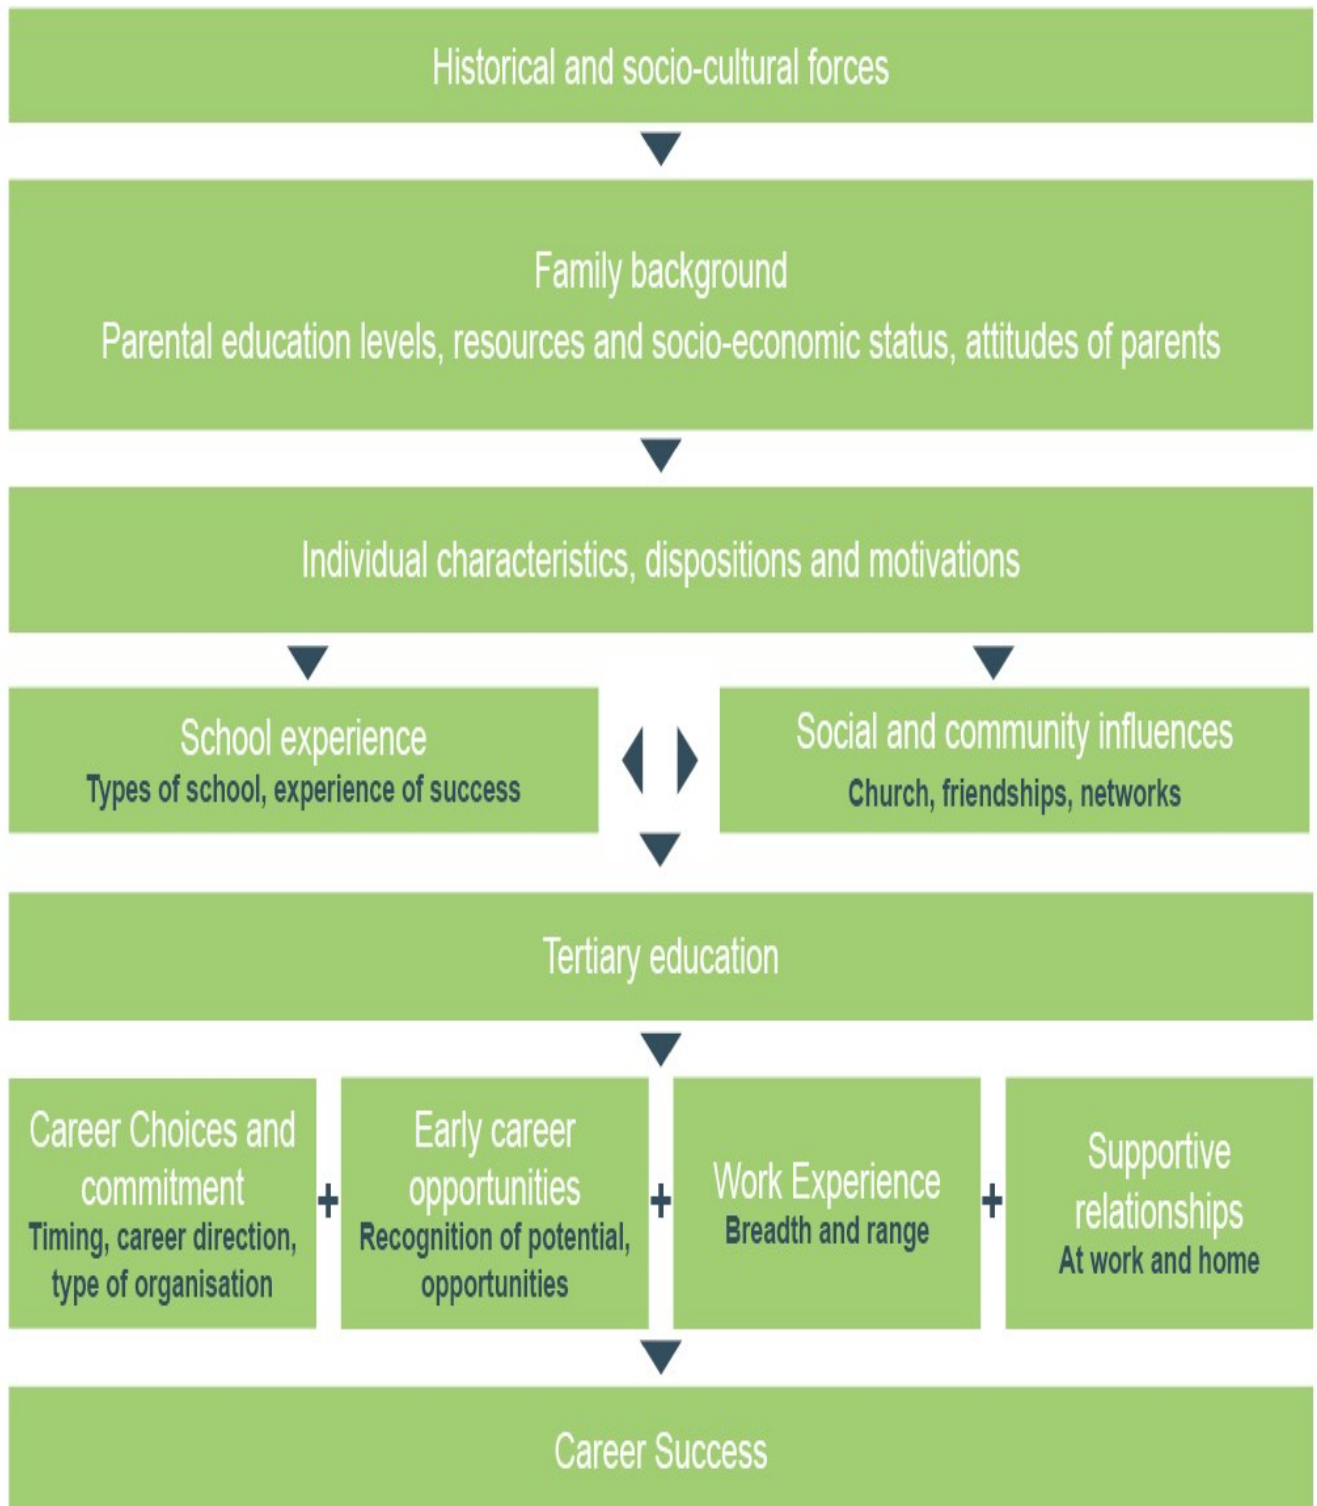 Historical and socio-cultural forces
Family background
Parental education levels, resources and socio-economic status, attitudes of parents
Individual characteristics, dispositions and motivations
School experience
Types of school, experience of success
Social and community influences
Church, friendships, networks
Tertiary education
Career Choices and
commitment
Timing, career direction,
type of organisation
+
Early career
opportunities
Recognition of potential,
opportunities
+
Work Experience
Breadth and range
+
Supportive
relationships
At work and home
Career Success